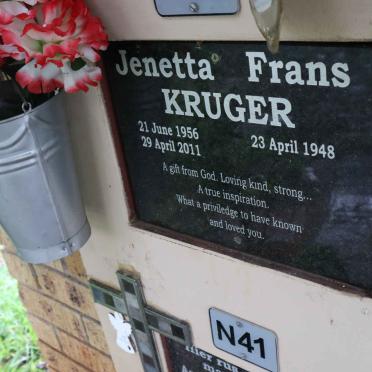 Jenetta Frans
KRUGER
21 June 1956
29 April 2011
23 April 1948
A gift from God. Loving kind, strong...
A true inspiration.
What a priviledge to have known
and loved you.
N41
rus